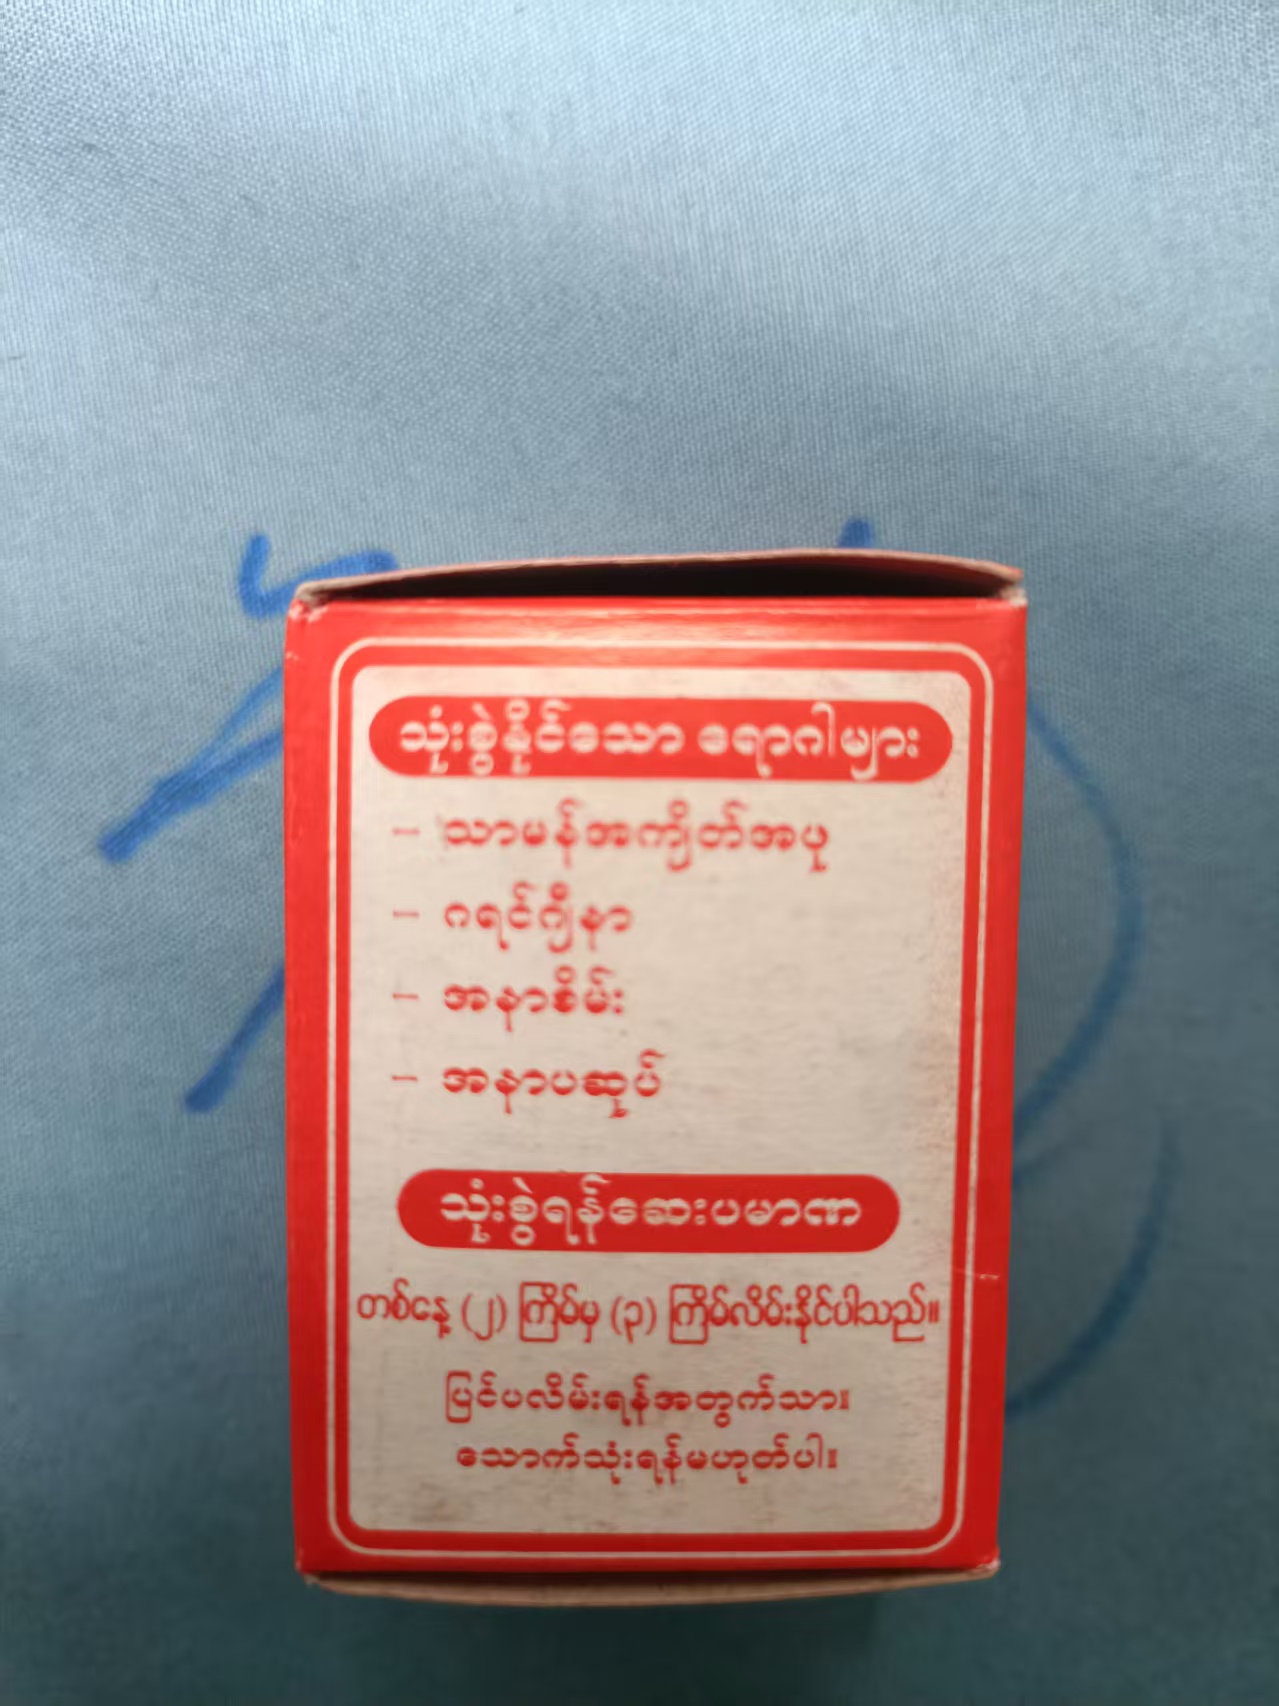 သုံးစွဲနိုင်သော ရောဂါများ
- သာမန်အကျိတ်အဖု
- ဂရင်ဂျီနာ
- အနာစိမ်း
- အနာပဆုပ်
သုံးစွဲရန်ဆေးပမာဏ
တစ်နေ့ (၂) ကြိမ်မှ (၃) ကြိမ်လိမ်းနိုင်ပါသည်။
ပြင်ပလိမ်းရန်အတွက်သာ။
သောက်သုံးရန်မဟုတ်ပါ။